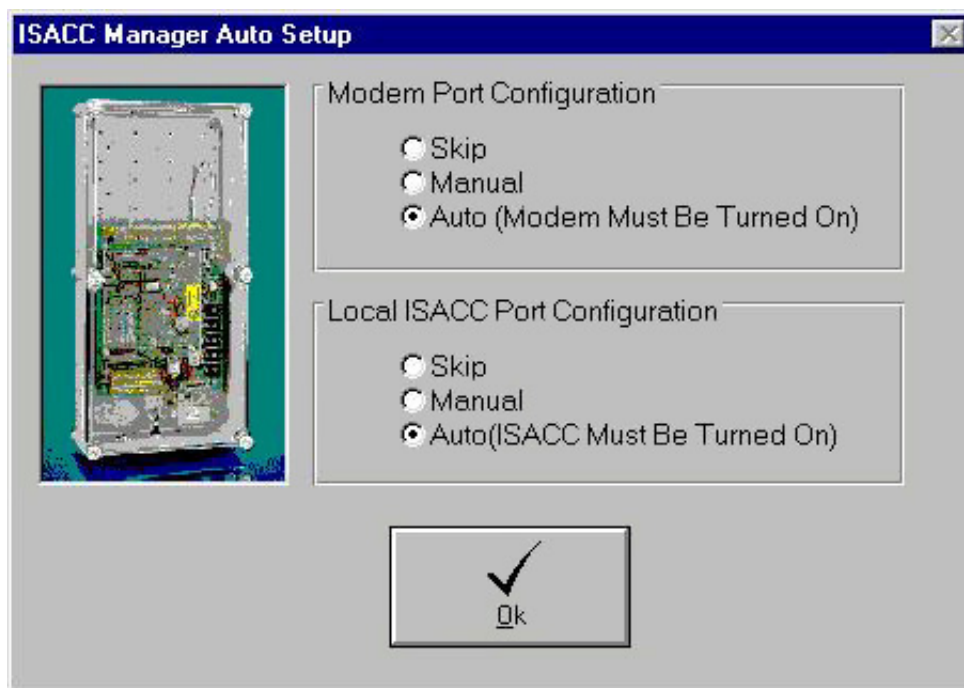 ISACC Manager Auto Setup
Modem Port Configuration
Skip
Manual
Auto (Modem Must Be Turned On)
Local ISACC Port Configuration
Skip
Manual
Auto(ISACC Must Be Turned On)
Ok